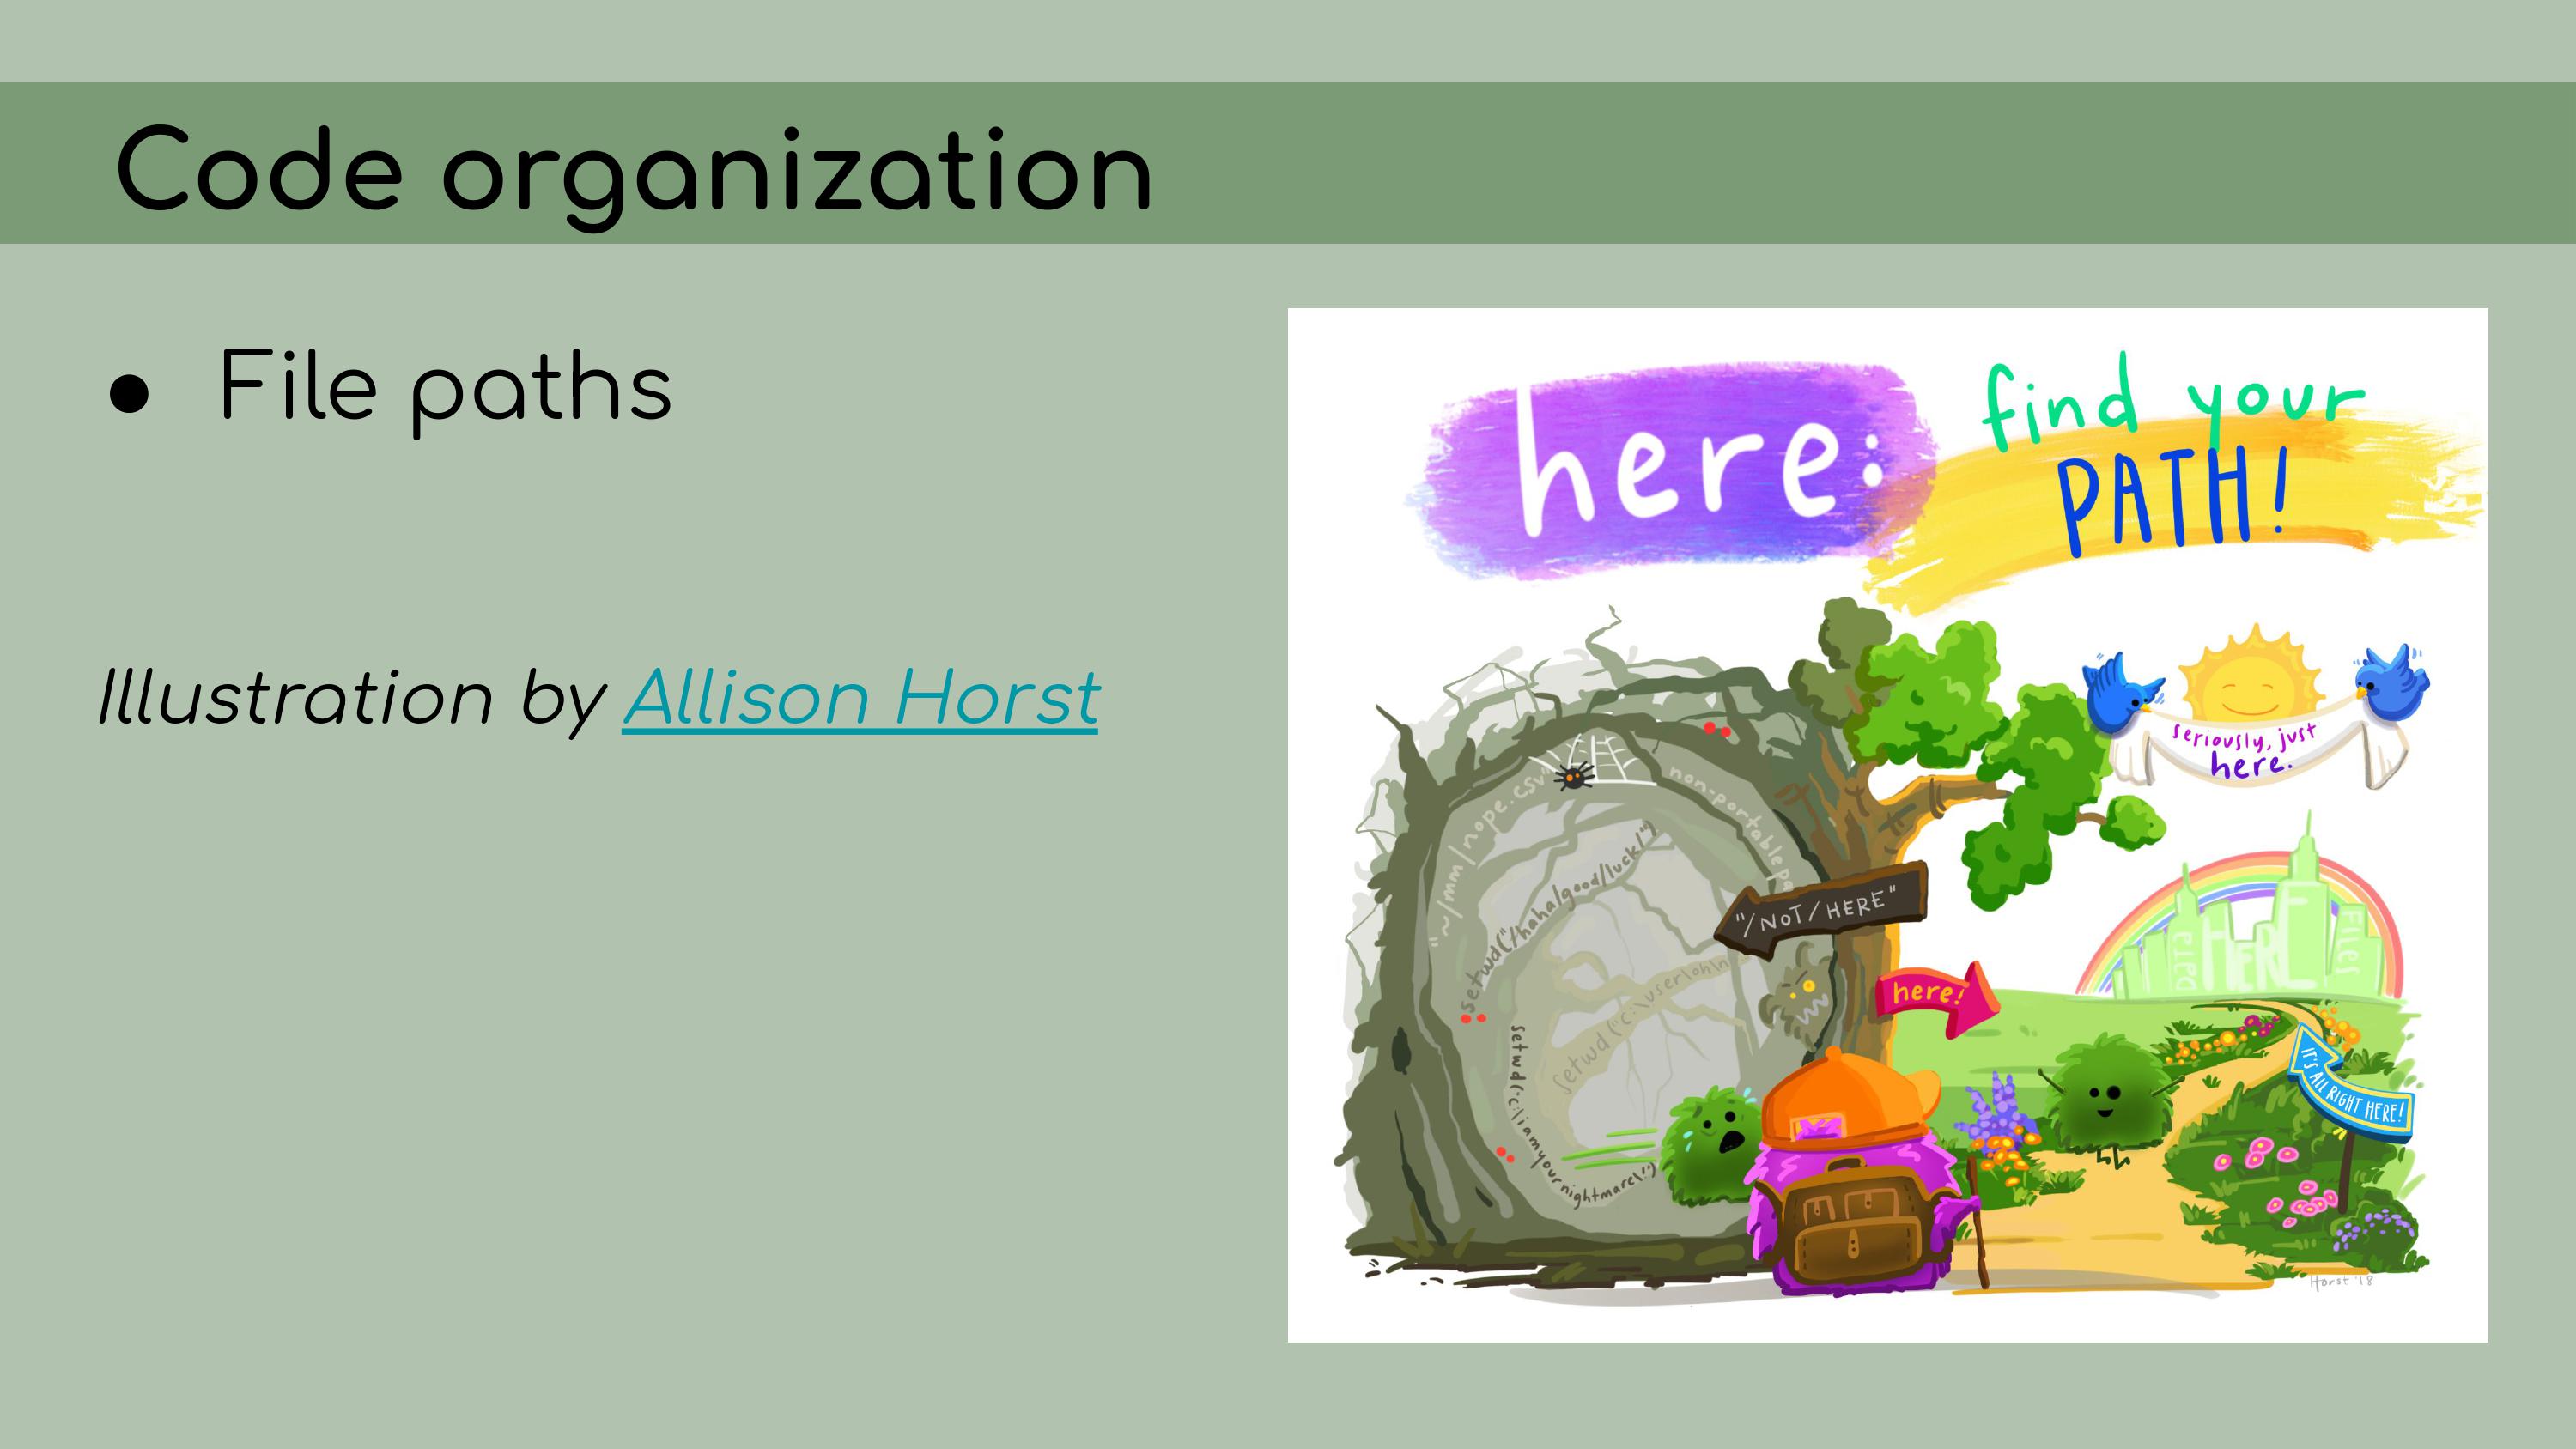 Code organization
● File paths
Illustration by Allison Horst
here:
find your
PATH!
seriously, just
here.
"~/mm/nope.csv"
non-portable pa
setwd("/haha/good/luck/")
"/NOT/HERE"
setwd("c:\user\oh\n
here!
DATA
HERE
FILES
IT'S ALL RIGHT HERE!
setwd("c:\iamyournightmare\")
Horst '18